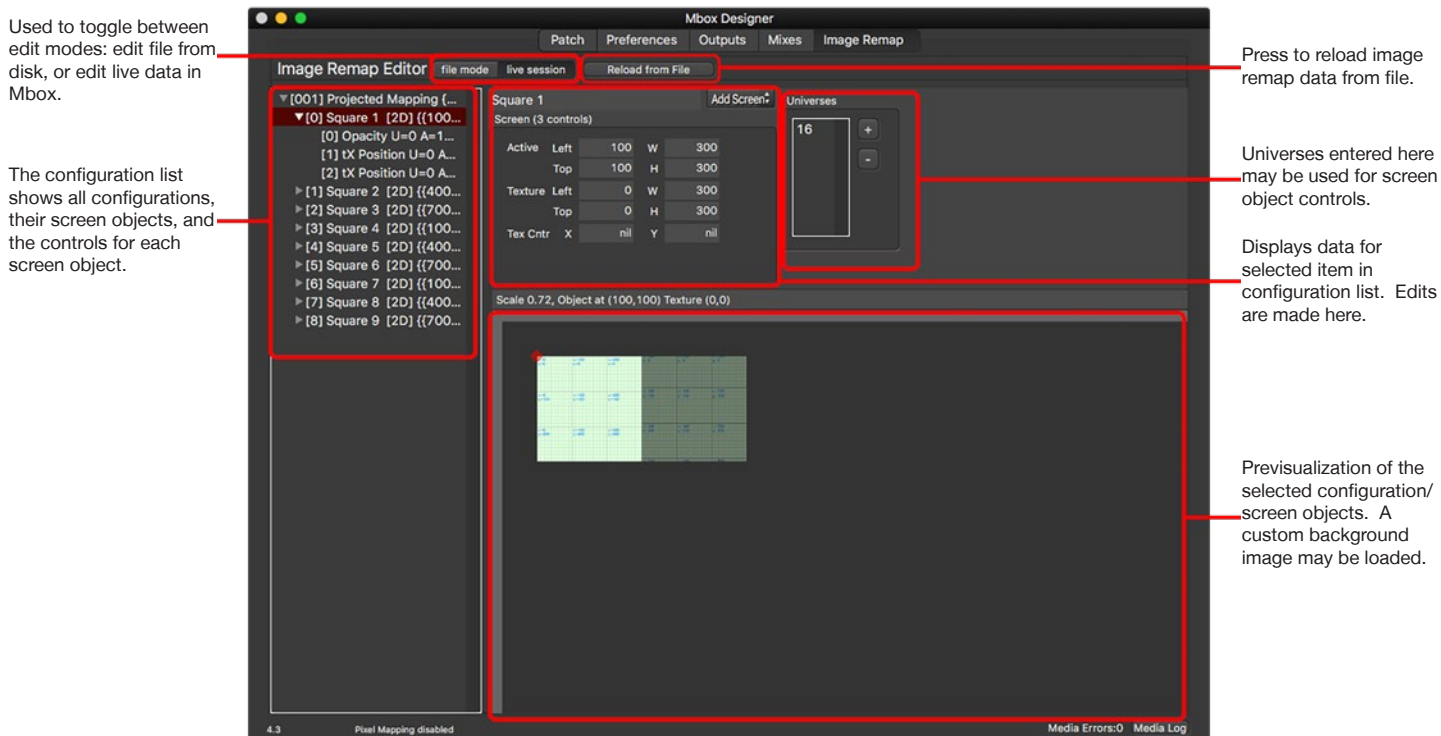 Mbox Designer
Patch Preferences Outputs Mixes Image Remap
Used to toggle between
edit modes: edit file from
disk, or edit live data in
Mbox.
The configuration list
shows all configurations,
their screen objects, and
the controls for each
screen object.
Image Remap Editor file mode live session Reload from File
▼[001] Projected Mapping {...
▼[0] Square 1 [2D] {{100...
[0] Opacity U=0 A=1...
[1] tX Position U=0 A...
[2] tX Position U=0 A...
▶[1] Square 2 [2D] {{400...
▶[2] Square 3 [2D] {{700...
▶[3] Square 4 [2D] {{100...
▶[4] Square 5 [2D] {{400...
▶[5] Square 6 [2D] {{700...
▶[6] Square 7 [2D] {{100...
▶[7] Square 8 [2D] {{400...
▶[8] Square 9 [2D] {{700...
Square 1 Add Screen
Screen (3 controls)
Active Left 100 W 300
Top 100 H 300
Texture Left 0 W 300
Top 0 H 300
Tex Cntr X nil Y nil
Universes
16 +
-
Scale 0.72, Object at (100,100) Texture (0,0)
Press to reload image
remap data from file.
Universes entered here
may be used for screen
object controls.
Displays data for
selected item in
configuration list. Edits
are made here.
Previsualization of the
selected configuration/
screen objects. A
custom background
image may be loaded.
4.3 Pixel Mapping disabled Media Errors:0 Media Log